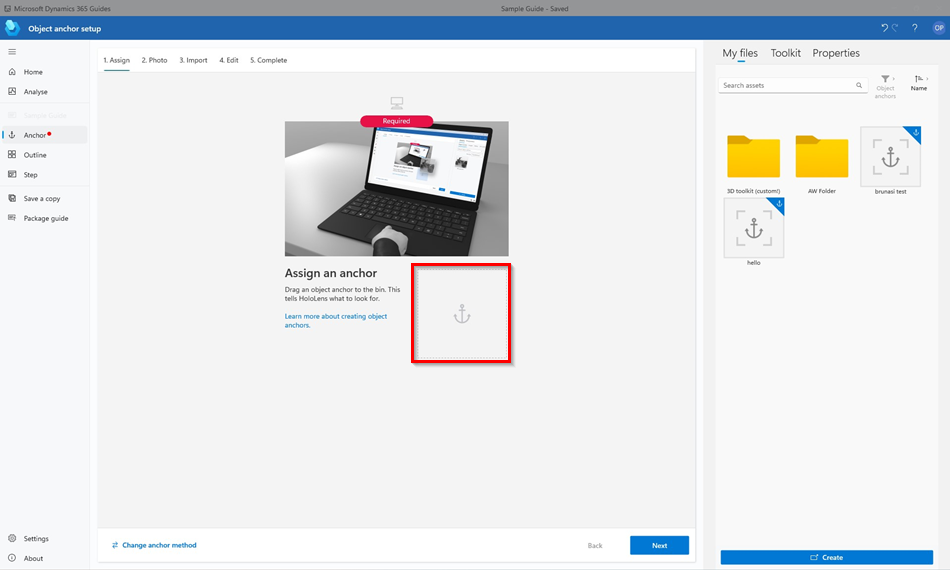 Microsoft Dynamics 365 Guides
Sample Guide - Saved
Object anchor setup
OP
Home
Analyse
Sample Guide
Anchor
Outline
Step
Save a copy
Package guide
Settings
About
1. Assign
2. Photo
3. Import
4. Edit
5. Complete
Required
Assign an anchor
Drag an object anchor to the bin. This
tells HoloLens what to look for.
Learn more about creating object
anchors.
Change anchor method
Back
Next
My files
Toolkit
Properties
Search assets
Object
anchors
Name
3D toolkit (custom!)
AW Folder
brunasi test
hello
Create